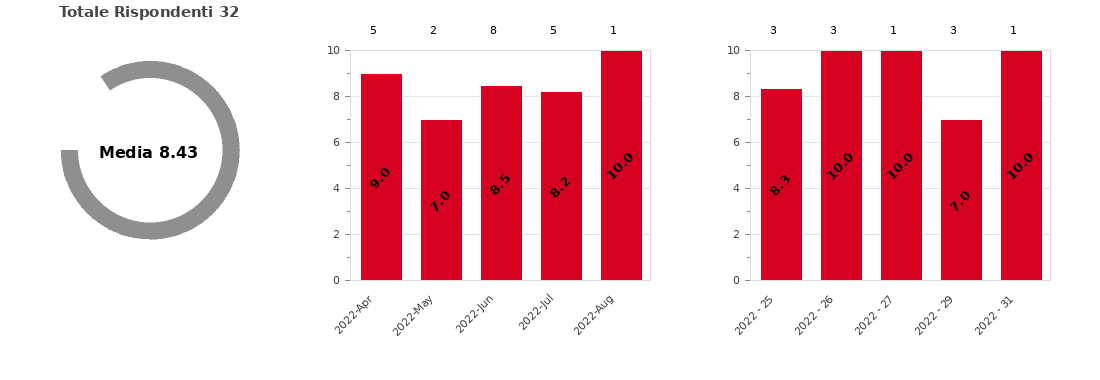 Totale Rispondenti 32
Media 8.43
5 2 8 5 1
10
8
6
4
2
0
9.0 7.0 8.5 8.2 10.0
2022-Apr 2022-May 2022-Jun 2022-Jul 2022-Aug
3 3 1 3 1
10
8
6
4
2
0
8.3 10.0 10.0 7.0 10.0
2022 - 25 2022 - 26 2022 - 27 2022 - 29 2022 - 31